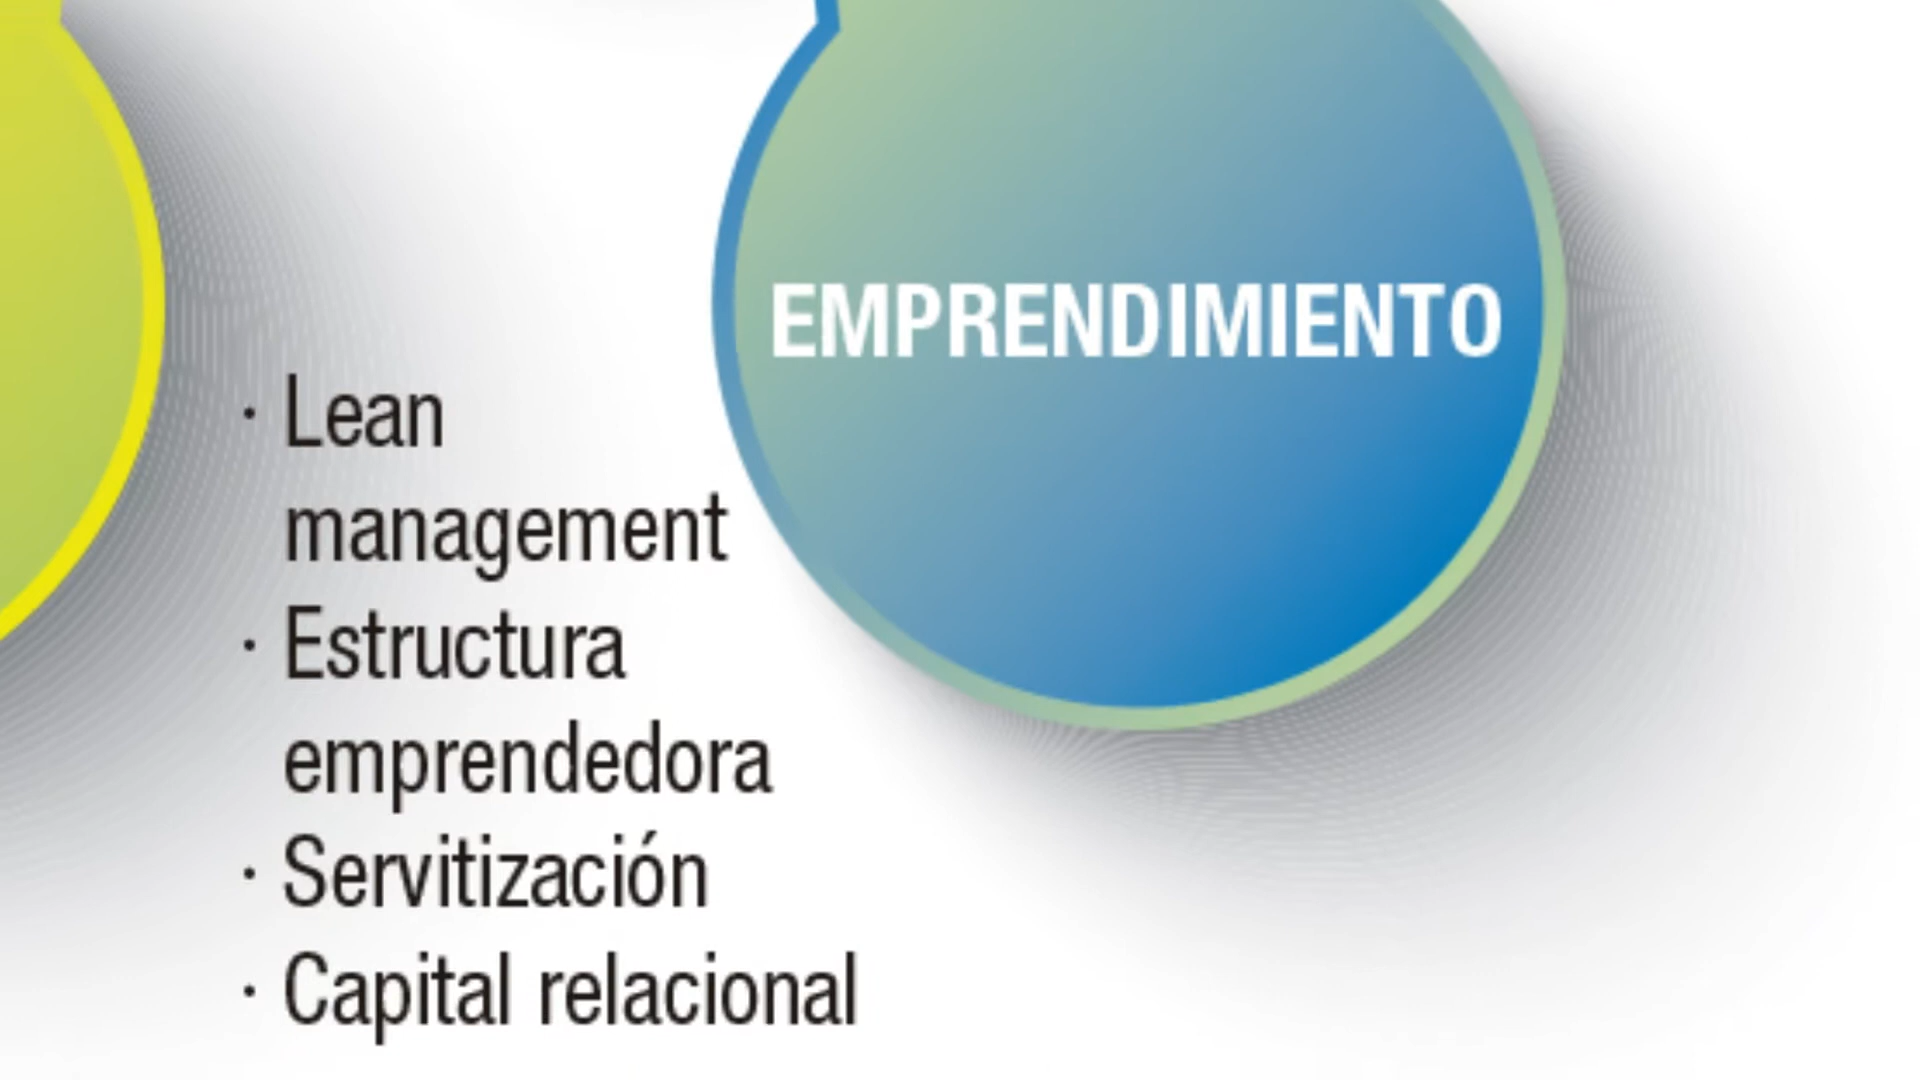 EMPRENDIMIENTO
· Lean
management
· Estructura
emprendedora
· Servitización
· Capital relacional